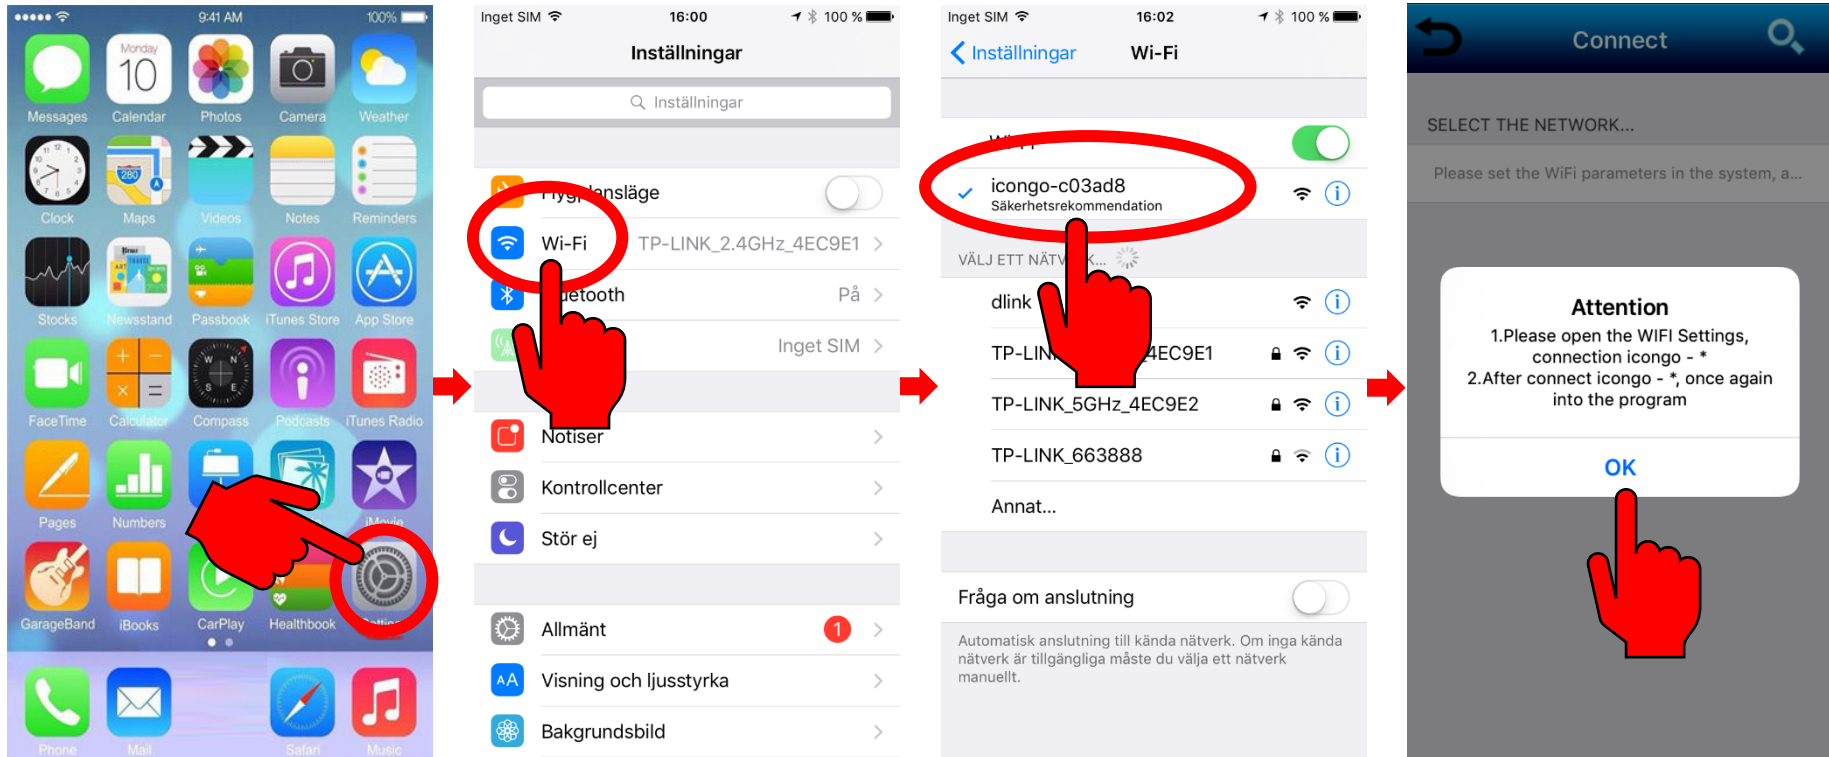 9:41 AM
100%
Monday
10
Messages
Calendar
Photos
Camera
Weather
280
Clock
Maps
Videos
Notes
Reminders
Stocks
Newsstand
Passbook
iTunes Store
App Store
FaceTime
Calculator
Compass
Podcasts
iTunes Radio
Pages
Numbers
iMovie
GarageBand
iBooks
CarPlay
Healthbook
Phone
Mail
Safari
Music
Inget SIM
16:00
100 %
Inställningar
Inställningar
Wi-Fi
TP-LINK_2.4GHz_4EC9E1
På
Inget SIM
Notiser
Kontrollcenter
Stör ej
Allmänt
1
AA
Visning och ljusstyrka
Bakgrundsbild
Inget SIM
16:02
100 %
Inställningar
Wi-Fi
icongo-c03ad8
Säkerhetsrekommendation
VÄLJ ETT
dlink
4EC9E1
TP-LINK_5GHz_4EC9E2
TP-LINK_663888
Annat...
Fråga om anslutning
Automatisk anslutning till kända nätverk. Om inga kända
nätverk är tillgängliga måste du välja ett nätverk
manuellt.
Connect
SELECT THE NETWORK...
Please set the WiFi parameters in the system, a...
Attention
1.Please open the WIFI Settings,
connection icongo - *
2.After connect icongo - *, once again
into the program
OK